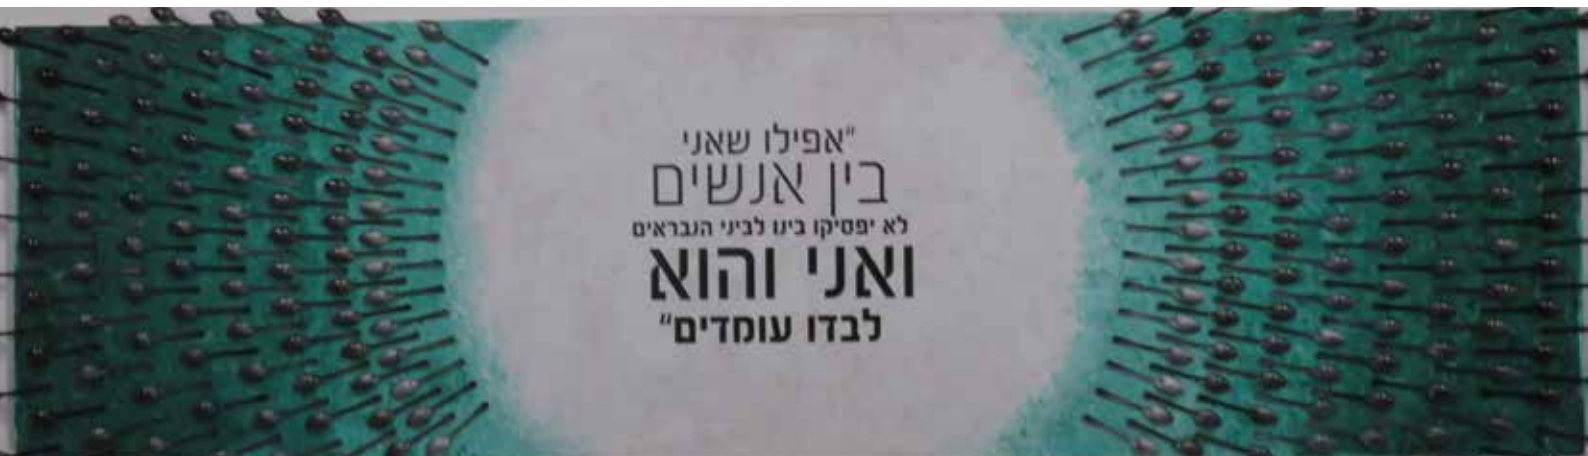 "אפילו שאני
בין אנשים
לא יפסיקו בינו לביני הנבראים
ואני והוא
לבדו עומדים"